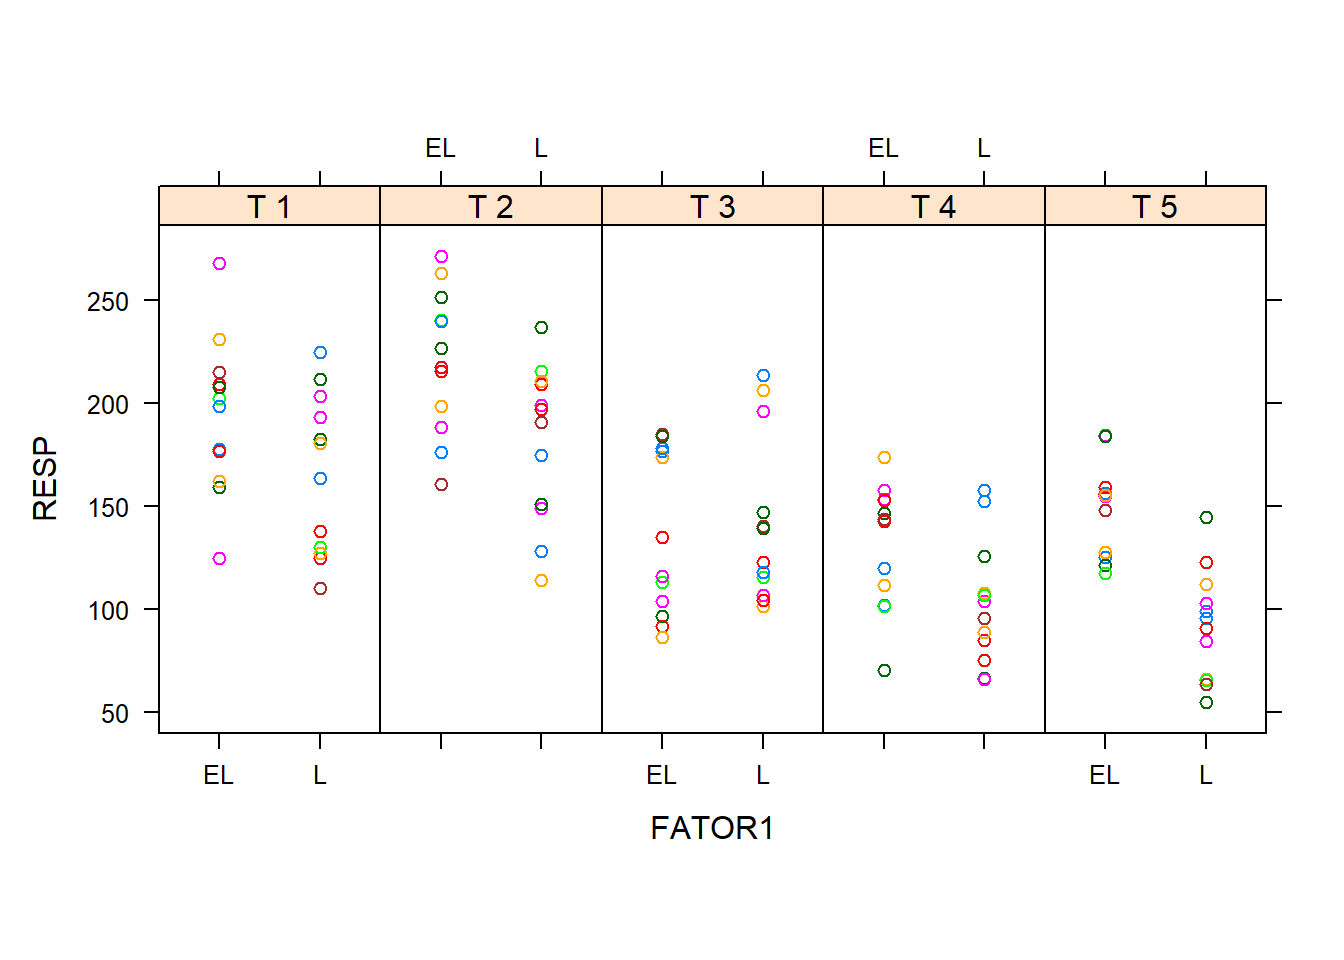 EL L EL L
T 1 T 2 T 3 T 4 T 5
250
200
150
100
50
RESP
EL L EL L EL L
FATOR1